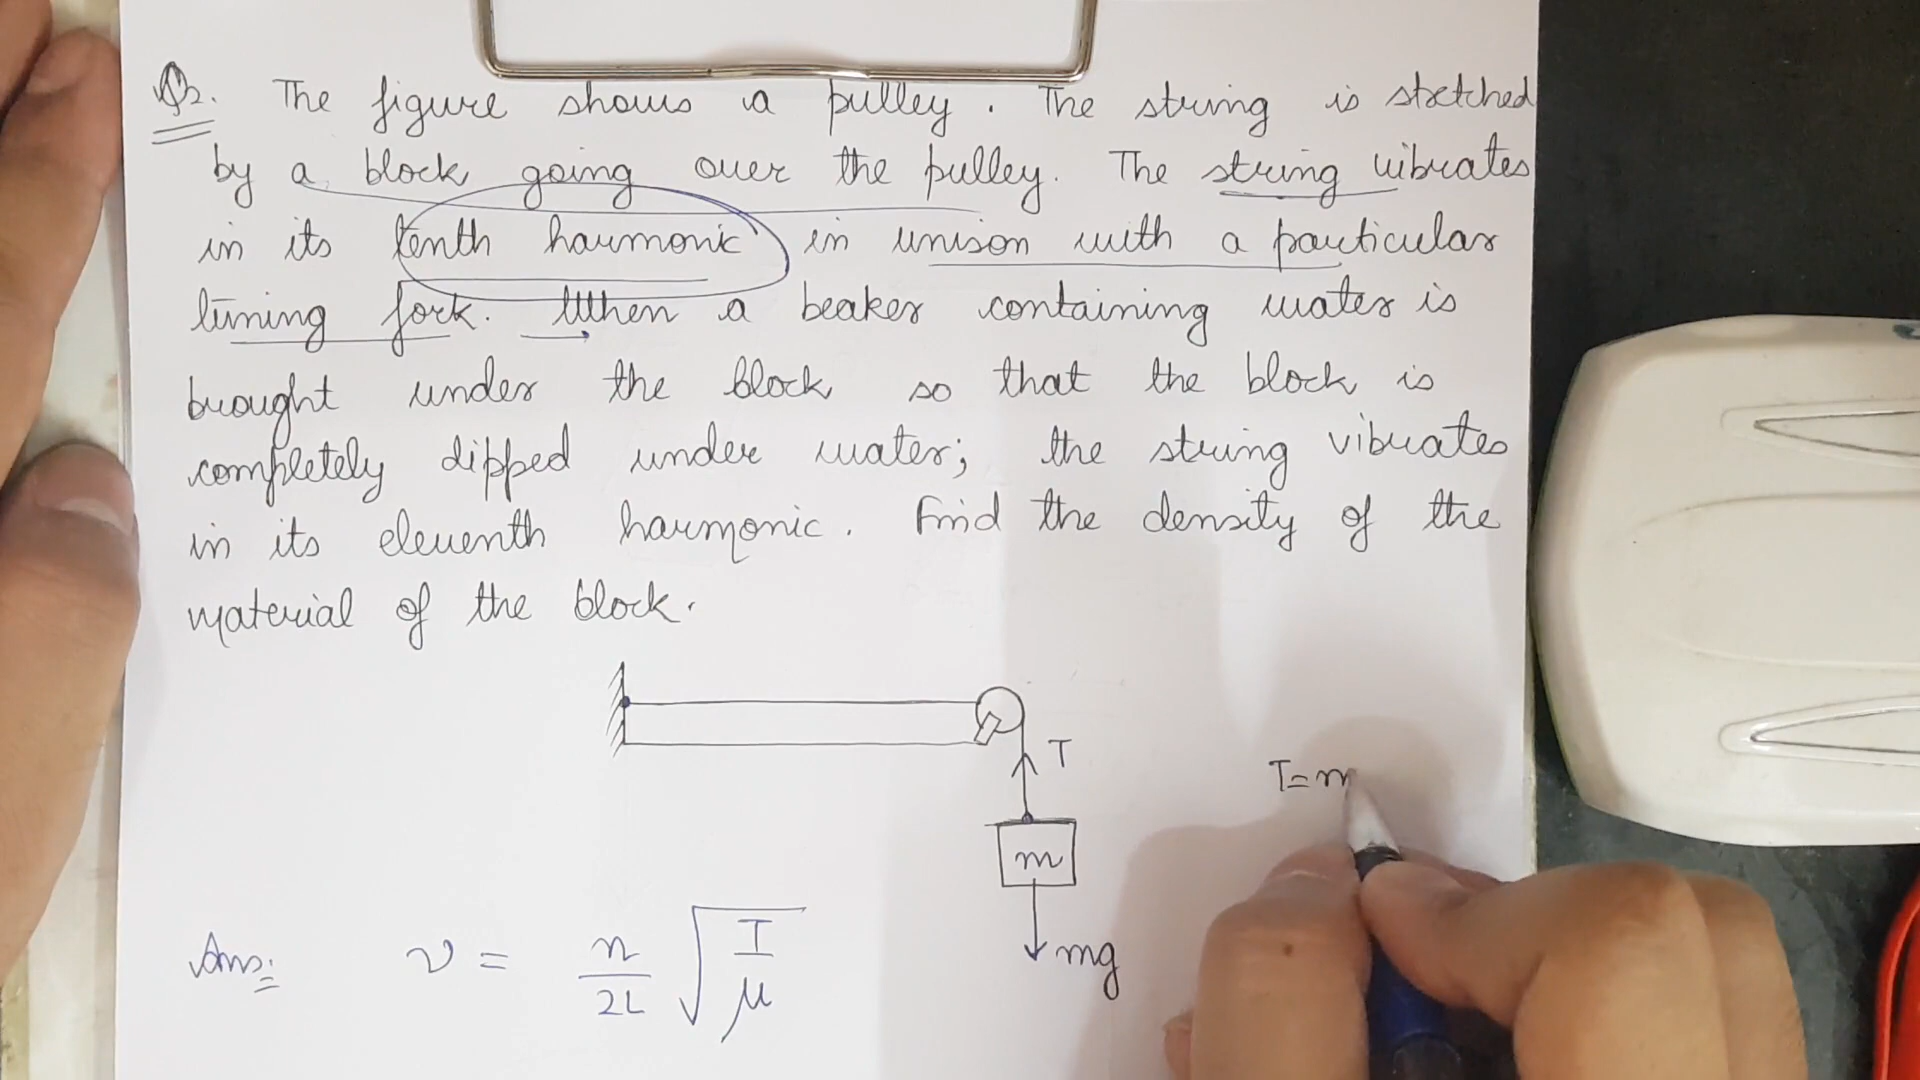 Q2. The figure shows a pulley. The string is stretched
by a block going over the pulley. The string vibrates
in its tenth harmonic in unison with a particular
tuning fork. When a beaker containing water is
brought under the block so that the block is
completely dipped under water; the string vibrates
in its eleventh harmonic. Find the density of the
material of the block.
T
T=m
m
mg
Ans: ν = n/2L √T/μ